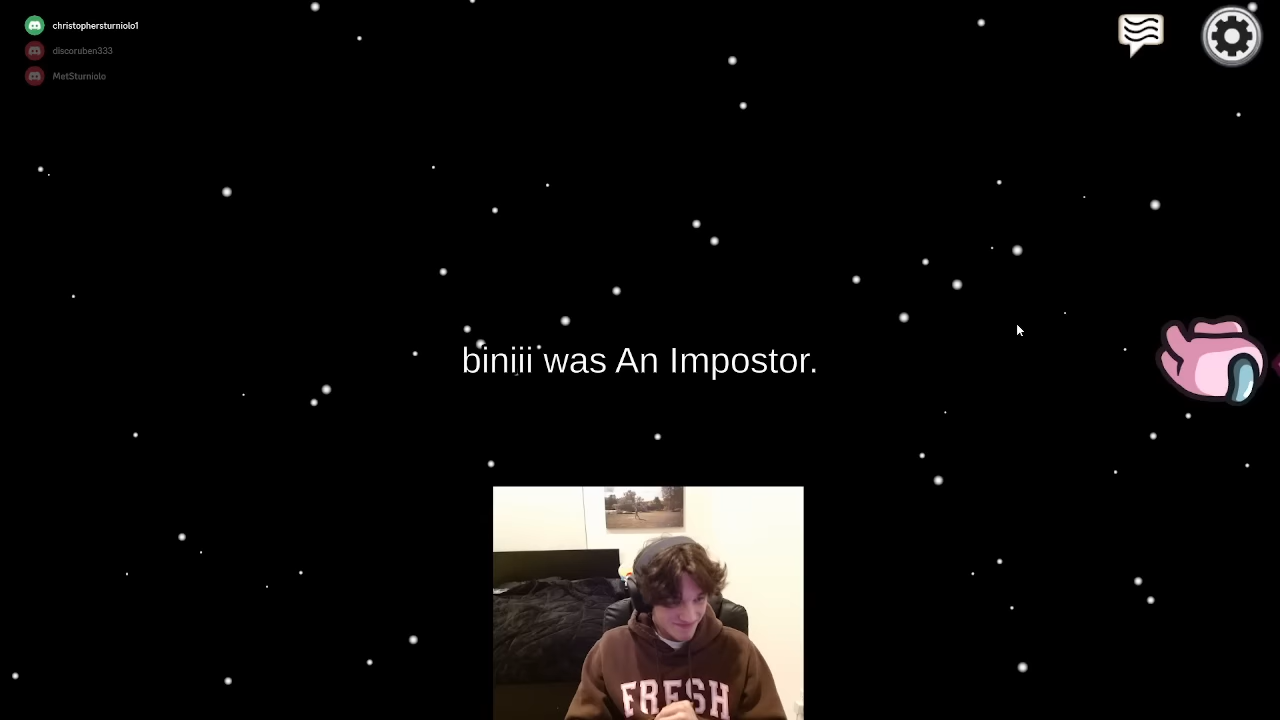 christophersturniolo1
discoruben333
MetSturniolo
biniii was An Impostor.
FRESH